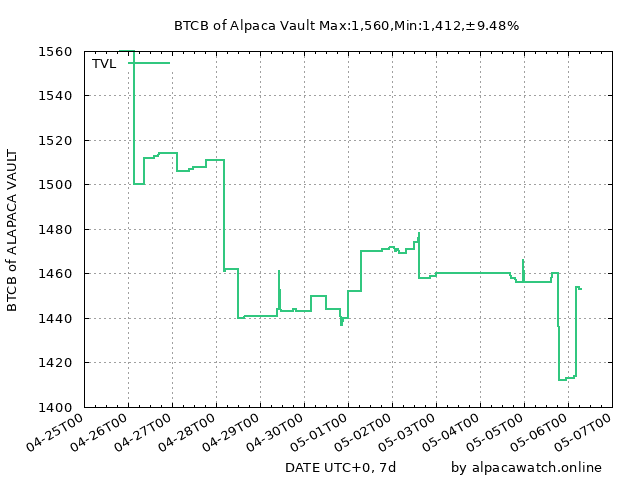 BTCB of Alpaca Vault Max:1,560,Min:1,412,±9.48%
TVL
BTCB of ALAPACA VAULT
1560
1540
1520
1500
1480
1460
1440
1420
1400
04-25T00
04-26T00
04-27T00
04-28T00
04-29T00
04-30T00
05-01T00
05-02T00
05-03T00
05-04T00
05-05T00
05-06T00
05-07T00
DATE UTC+0, 7d
by alpacawatch.online